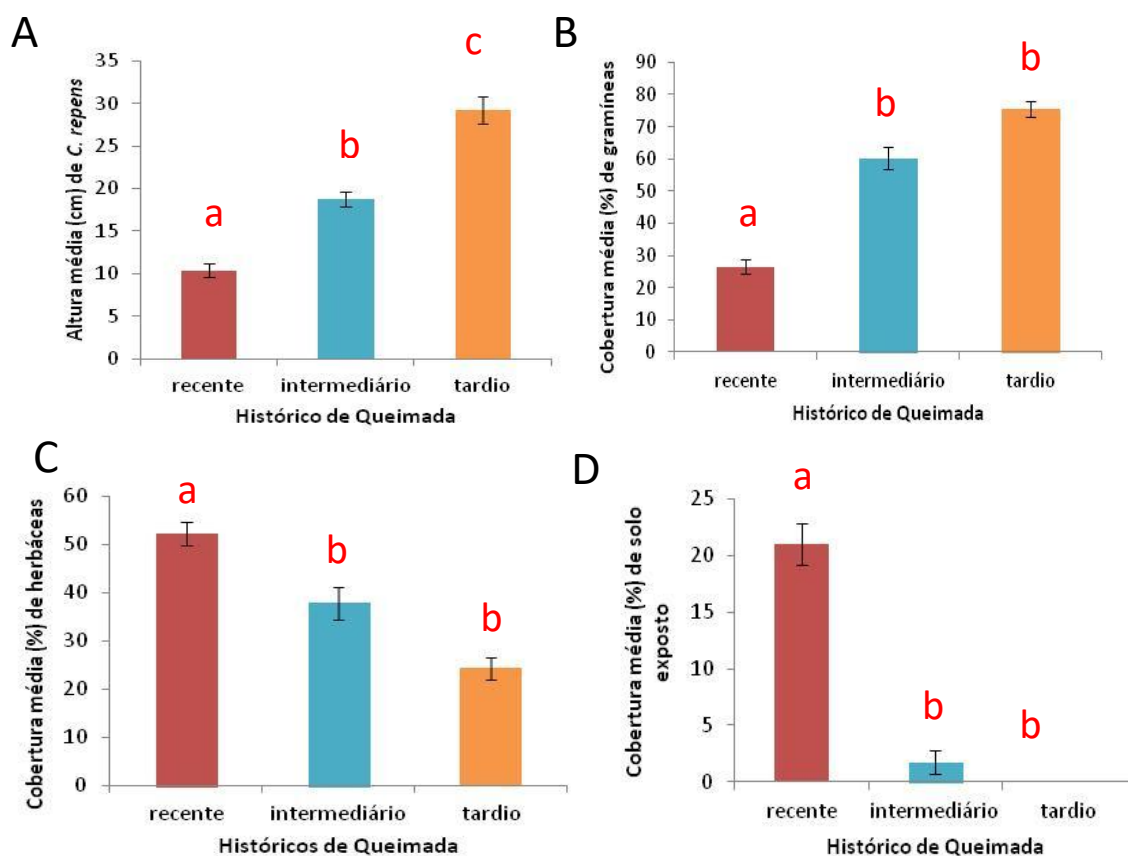 A
Altura média (cm) de C. repens
35
30
25
20
15
10
5
0
a
b
c
recente intermediário tardio
Histórico de Queimada
B
Cobertura média (%) de gramíneas
90
80
70
60
50
40
30
20
10
0
a
b
b
recente intermediário tardio
Histórico de Queimada
C
Cobertura média (%) de herbáceas
60
50
40
30
20
10
0
a
b
b
recente intermediário tardio
Históricos de Queimada
D
Cobertura média (%) de solo
exposto
25
20
15
10
5
0
a
b
b
recente intermediário tardio
Histórico de Queimada